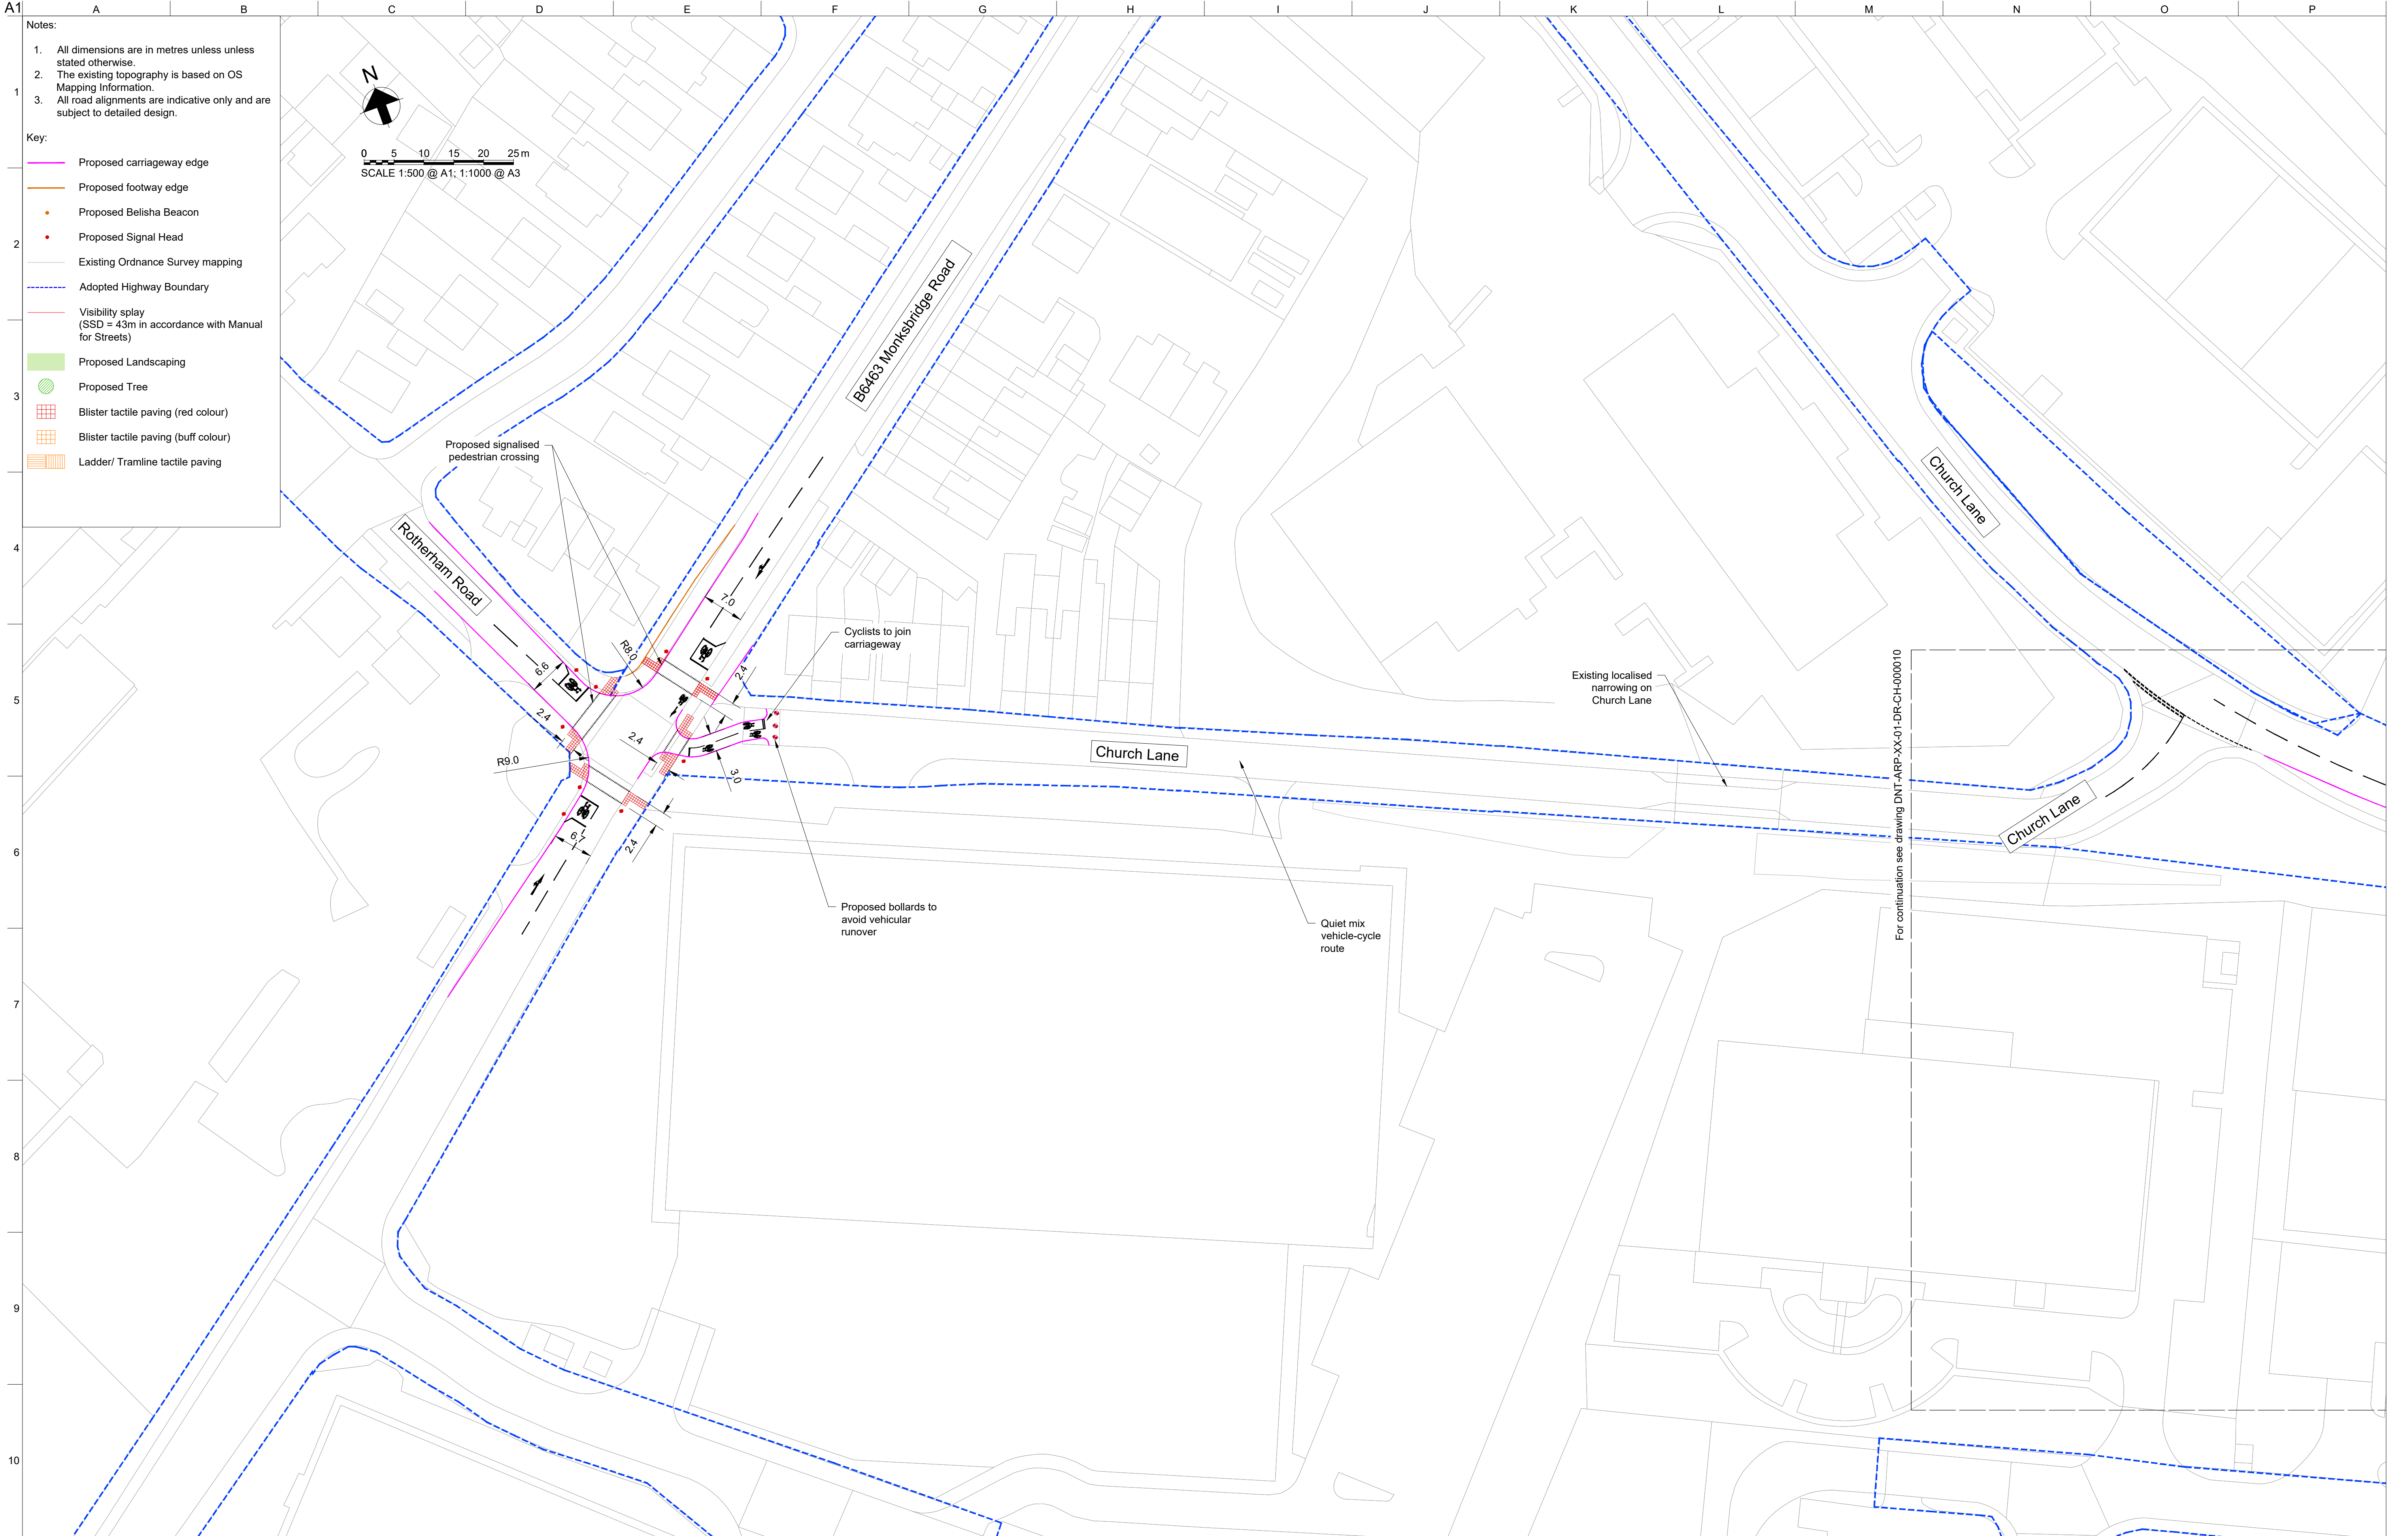 A1
A B C D E F G H I J K L M N O P
1
2
3
4
5
6
7
8
9
10
Notes:
1. All dimensions are in metres unless unless
stated otherwise.
2. The existing topography is based on OS
Mapping Information.
3. All road alignments are indicative only and are
subject to detailed design.
Key:
Proposed carriageway edge
Proposed footway edge
Proposed Belisha Beacon
Proposed Signal Head
Existing Ordnance Survey mapping
Adopted Highway Boundary
Visibility splay
(SSD = 43m in accordance with Manual
for Streets)
Proposed Landscaping
Proposed Tree
Blister tactile paving (red colour)
Blister tactile paving (buff colour)
Ladder/ Tramline tactile paving
N
0 5 10 15 20 25 m
SCALE 1:500 @ A1; 1:1000 @ A3
B6463 Monksbridge Road
Proposed signalised
pedestrian crossing
Rotherham Road
7.0
R8.0
6.6
2.4
2.4
2.4
R9.0
3.0
6.7
2.4
Cyclists to join
carriageway
Church Lane
Existing localised
narrowing on
Church Lane
Church Lane
Church Lane
For continuation see drawing DNT-ARP-XX-01-DR-CH-000010
Proposed bollards to
avoid vehicular
runover
Quiet mix
vehicle-cycle
route